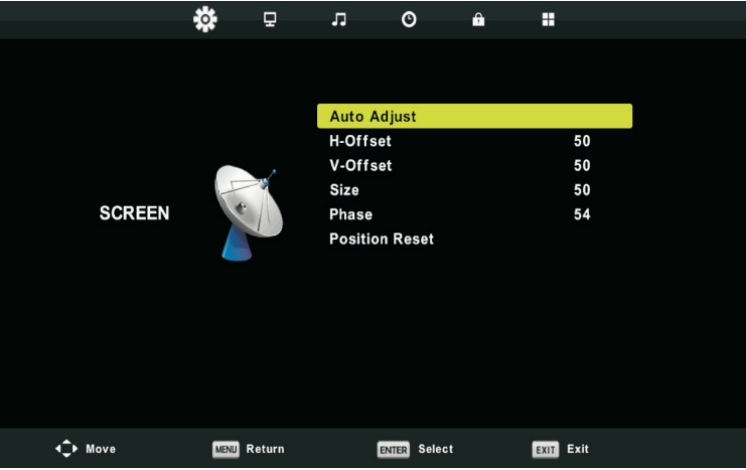 SCREEN
Auto Adjust
H-Offset 50
V-Offset 50
Size 50
Phase 54
Position Reset
Move MENU Return ENTER Select EXIT Exit